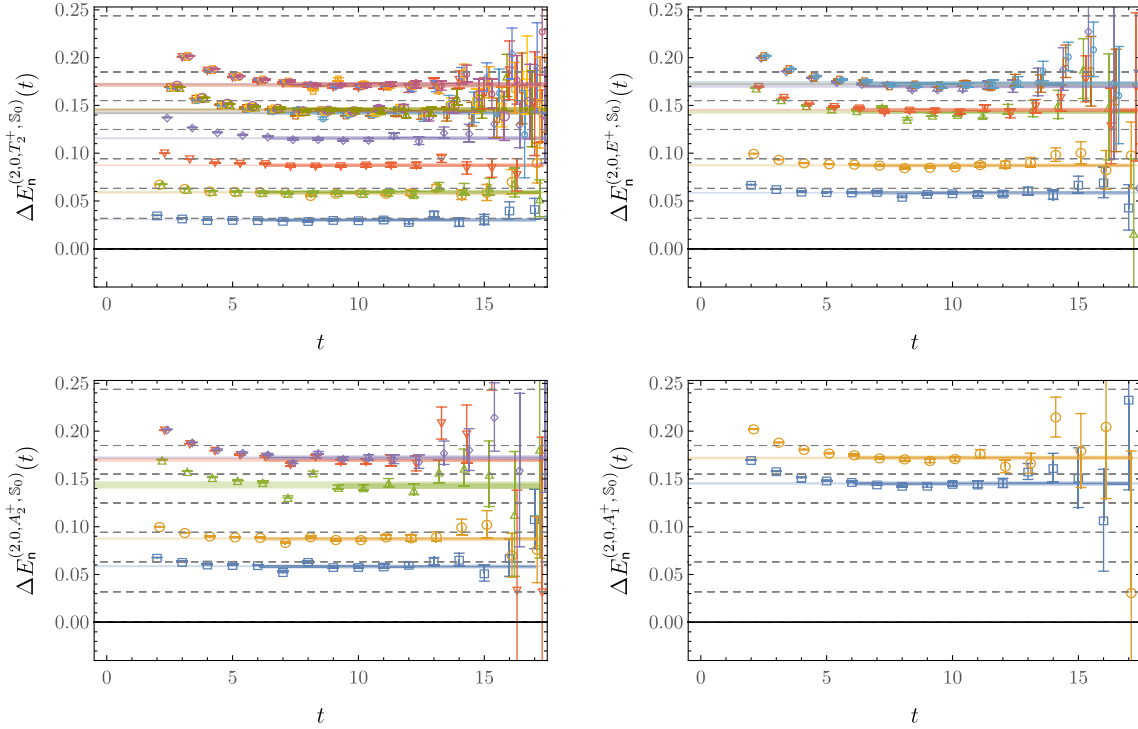 0.25
0.20
0.15
0.10
0.05
0.00
0 5 10 15
t
ΔE_n^{(2,0,T_2^+,𝕊_0)}(t)
0.25
0.20
0.15
0.10
0.05
0.00
0 5 10 15
t
ΔE_n^{(2,0,E^+,𝕊_0)}(t)
0.25
0.20
0.15
0.10
0.05
0.00
0 5 10 15
t
ΔE_n^{(2,0,A_2^+,𝕊_0)}(t)
0.25
0.20
0.15
0.10
0.05
0.00
0 5 10 15
t
ΔE_n^{(2,0,A_1^+,𝕊_0)}(t)